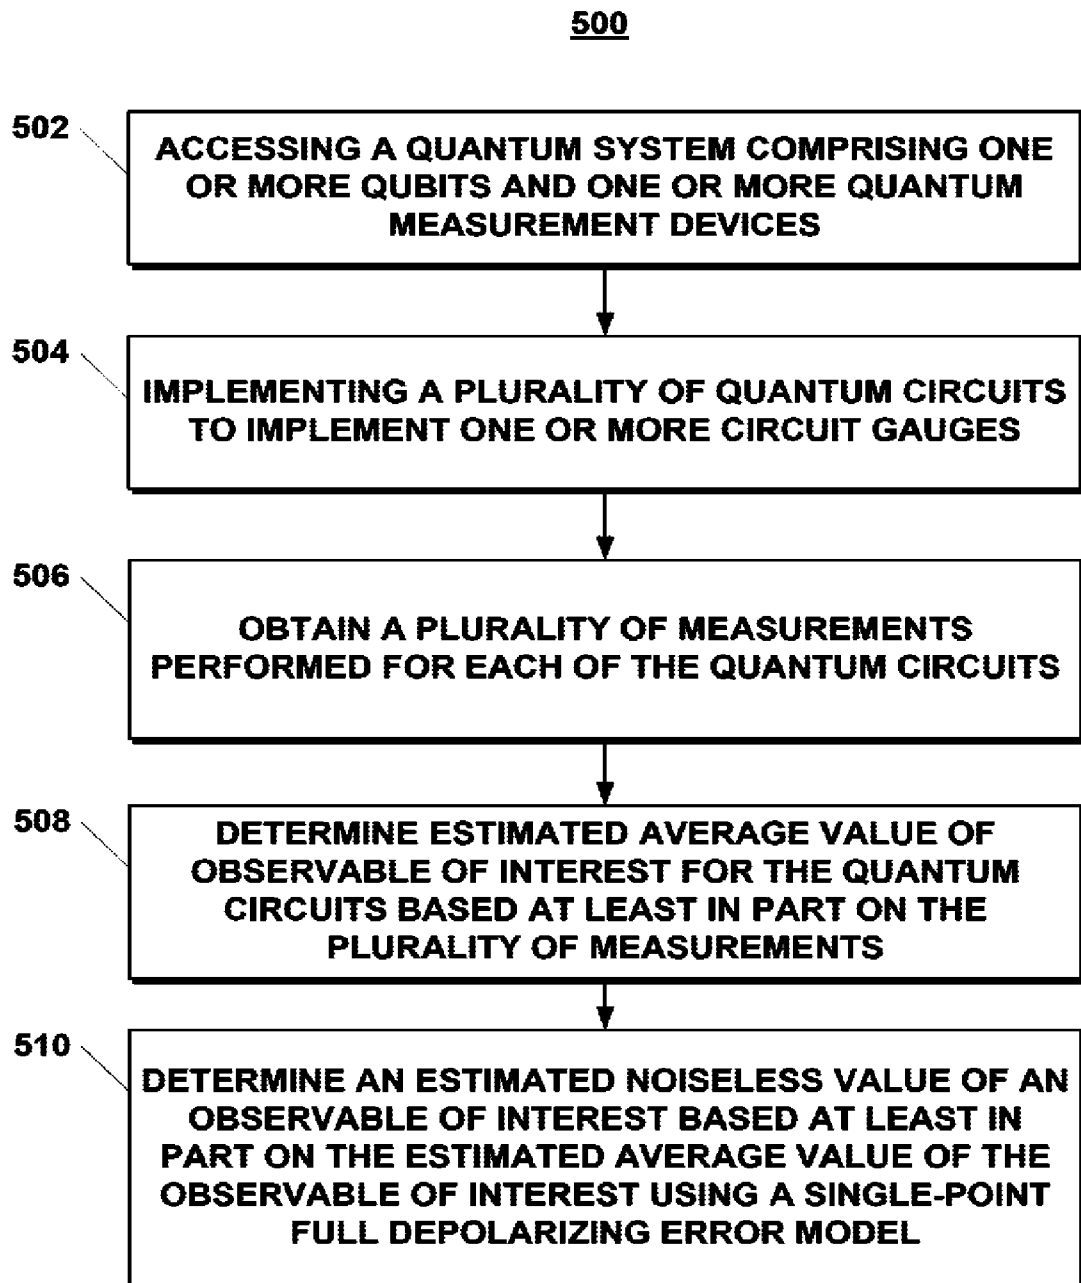 500
502
ACCESSING A QUANTUM SYSTEM COMPRISING ONE
OR MORE QUBITS AND ONE OR MORE QUANTUM
MEASUREMENT DEVICES
504
IMPLEMENTING A PLURALITY OF QUANTUM CIRCUITS
TO IMPLEMENT ONE OR MORE CIRCUIT GAUGES
506
OBTAIN A PLURALITY OF MEASUREMENTS
PERFORMED FOR EACH OF THE QUANTUM CIRCUITS
508
DETERMINE ESTIMATED AVERAGE VALUE OF
OBSERVABLE OF INTEREST FOR THE QUANTUM
CIRCUITS BASED AT LEAST IN PART ON THE
PLURALITY OF MEASUREMENTS
510
DETERMINE AN ESTIMATED NOISELESS VALUE OF AN
OBSERVABLE OF INTEREST BASED AT LEAST IN
PART ON THE ESTIMATED AVERAGE VALUE OF THE
OBSERVABLE OF INTEREST USING A SINGLE-POINT
FULL DEPOLARIZING ERROR MODEL